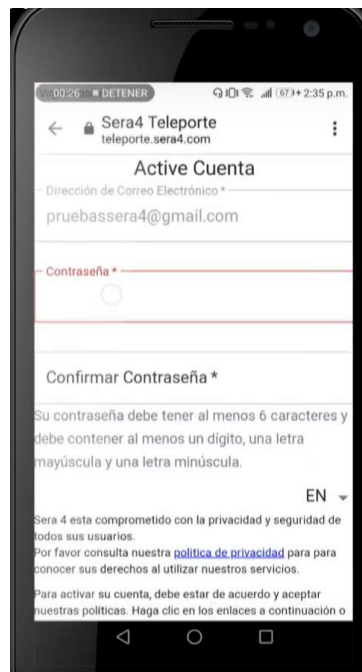 00:26 DETENER 67 2:35 p.m.
Sera4 Teleporte
teleporte.sera4.com
Active Cuenta
Dirección de Correo Electrónico *
pruebassera4@gmail.com
Contraseña *
Confirmar Contraseña *
Su contraseña debe tener al menos 6 caracteres y
debe contener al menos un dígito, una letra
mayúscula y una letra minúscula.
EN
Sera 4 esta comprometido con la privacidad y seguridad de
todos sus usuarios.
Por favor consulta nuestra politica de privacidad para para
conocer sus derechos al utilizar nuestros servicios.
Para activar su cuenta, debe estar de acuerdo y aceptar
nuestras políticas. Haga clic en los enlaces a continuación o